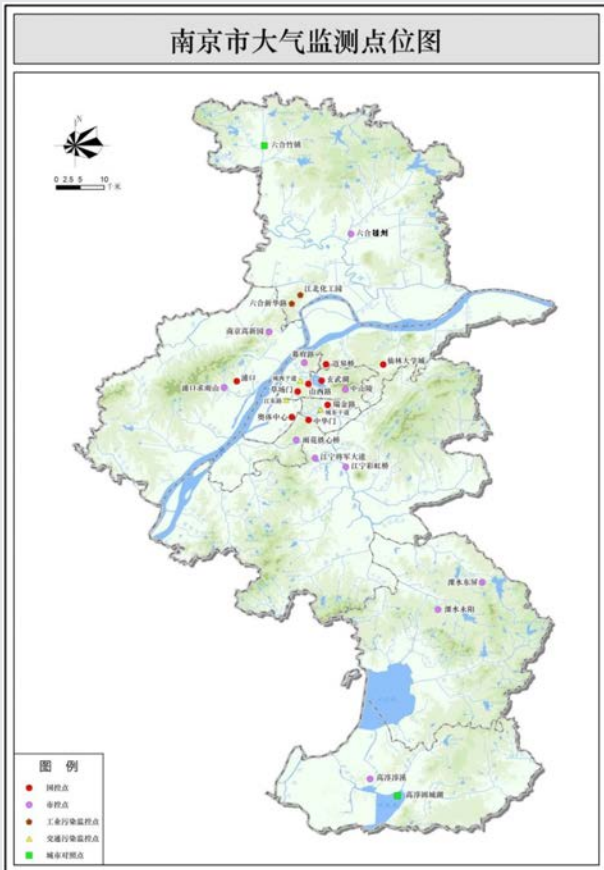 南京市大气监测点位图
N
0 2.5 5 10
千米
六合竹镇
六合雄州
江北化工园
六合新华路
南京高新园
幕府路
迈皋桥
仙林大学城
浦口
浦口求雨山
玄武湖
草场门
山西路
中山陵
瑞金路
奥体中心
中华门
雨花铁心桥
江宁将军大道
江宁彩虹桥
溧水东屏
溧水永阳
高淳淳溪
高淳固城湖
图 例
国控点
市控点
工业污染监控点
交通污染监控点
城市对照点